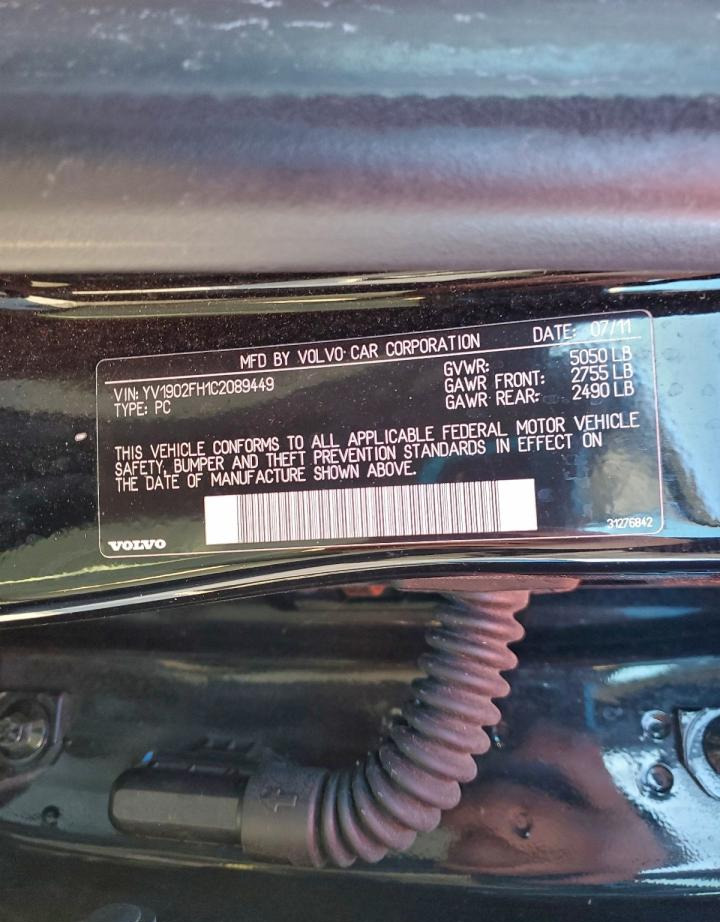 MFD BY VOLVO CAR CORPORATION DATE: 07/11
VIN: YV1902FH1C2089449 GVWR: 5050 LB
TYPE: PC GAWR FRONT: 2755 LB
GAWR REAR: 2490 LB
THIS VEHICLE CONFORMS TO ALL APPLICABLE FEDERAL MOTOR VEHICLE
SAFETY, BUMPER AND THEFT PREVENTION STANDARDS IN EFFECT ON
THE DATE OF MANUFACTURE SHOWN ABOVE.
VOLVO 31276842